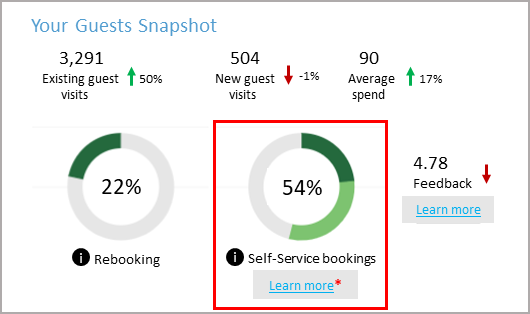 Your Guests Snapshot
3,291
Existing guest
visits
50%
504
New guest
visits
-1%
90
Average
spend
17%
22%
i Rebooking
54%
i Self-Service bookings
Learn more*
4.78
Feedback
Learn more